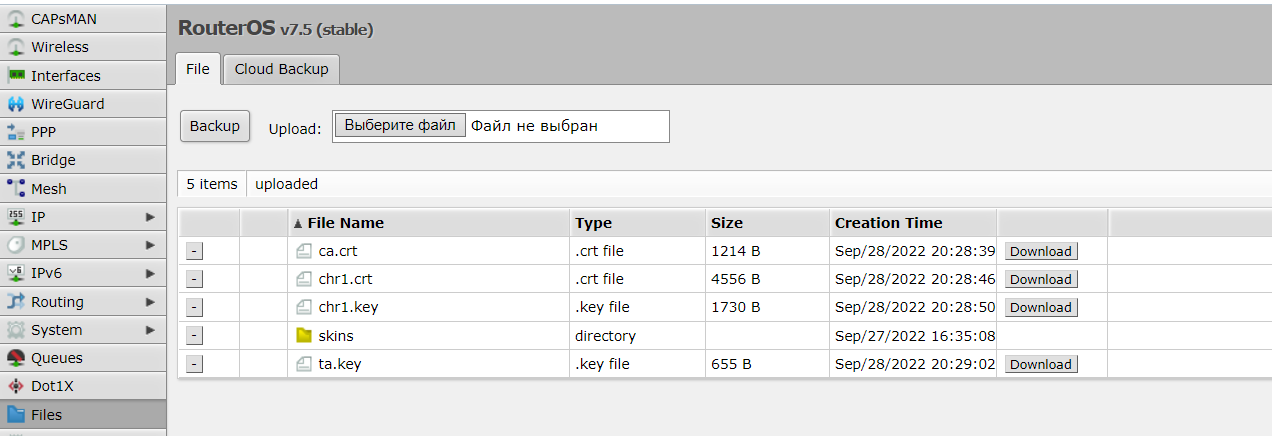 CAPsMAN
Wireless
Interfaces
WireGuard
PPP
Bridge
Mesh
IP
MPLS
IPv6
Routing
System
Queues
Dot1X
Files
RouterOS v7.5 (stable)
File Cloud Backup
Backup Upload: Выберите файл Файл не выбран
5 items uploaded
▲ File Name Type Size Creation Time
- ca.crt .crt file 1214 B Sep/28/2022 20:28:39 Download
- chr1.crt .crt file 4556 B Sep/28/2022 20:28:46 Download
- chr1.key .key file 1730 B Sep/28/2022 20:28:50 Download
- skins directory Sep/27/2022 16:35:08
- ta.key .key file 655 B Sep/28/2022 20:29:02 Download